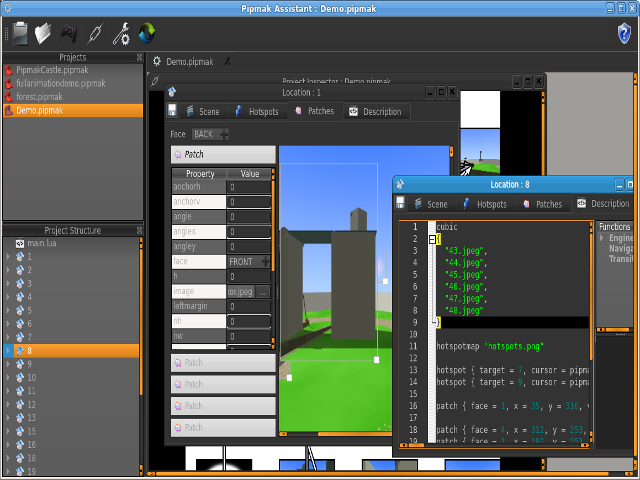 Pipmak Assistant : Demo.pipmak
Projects
PipmakCastle.pipmak
fullanimationdemo.pipmak
forest.pipmak
Demo.pipmak
Project Structure
main.lua
1
2
3
4
5
6
7
8
9
10
11
12
13
15
16
18
19
Demo.pipmak
Project Inspector : Demo.pipmak
Location : 1
Scene
Hotspots
Patches
Description
Face
BACK
Patch
Property
Value
anchorh
0
anchorv
0
angle
0
anglex
0
angley
0
face
FRONT
h
0
image
or.jpeg
...
leftmargin
0
nh
0
nw
0
Patch
Patch
Patch
Patch
Location : 8
Scene
Hotspots
Patches
Description
1 cubic
2 {
3 "43.jpeg",
4 "44.jpeg",
5 "45.jpeg",
6 "46.jpeg",
7 "47.jpeg",
8 "48.jpeg"
9 }
10
11 hotspotmap "hotspots.png"
12
13 hotspot { target = 7, cursor = pipma
14 hotspot { target = 9, cursor = pipma
15
16 patch { face = 1, x = 35, y = 318, v
17
18 patch { face = 4, x = 312, y = 253,
19 patch { face = 1, x = 192, y = 253,
Functions
Engine
Naviga
Transit